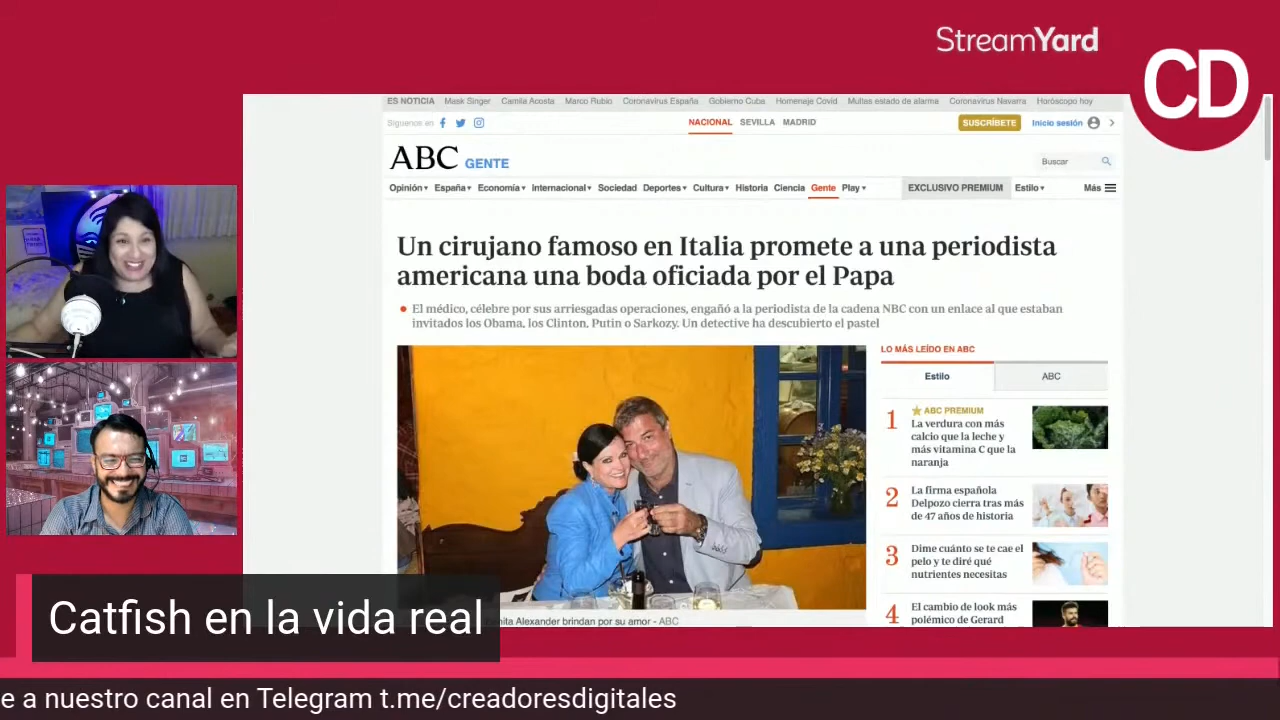 StreamYard
CD
ES NOTICIA Mask Singer Camila Acosta Marco Rubio Coronavirus España Gobierno Cuba Homenaje Covid Multas estado de alarma Coronavirus Navarra Horóscopo hoy
Síguenos en
NACIONAL SEVILLA MADRID
SUSCRÍBETE Inicio sesión
ABC GENTE
Buscar
Opinión España Economía Internacional Sociedad Deportes Cultura Historia Ciencia Gente Play EXCLUSIVO PREMIUM Estilo Más
Un cirujano famoso en Italia promete a una periodista
americana una boda oficiada por el Papa
El médico, célebre por sus arriesgadas operaciones, engañó a la periodista de la cadena NBC con un enlace al que estaban
invitados los Obama, los Clinton, Putin o Sarkozy. Un detective ha descubierto el pastel
LO MÁS LEÍDO EN ABC
Estilo ABC
1 ABC PREMIUM
La verdura con más
calcio que la leche y
más vitamina C que la
naranja
2 La firma española
Delpozo cierra tras más
de 47 años de historia
3 Dime cuánto se te cae el
pelo y te diré qué
nutrientes necesitas
4 El cambio de look más
polémico de Gerard
nita Alexander brindan por su amor - ABC
Catfish en la vida real
e a nuestro canal en Telegram t.me/creadoresdigitales